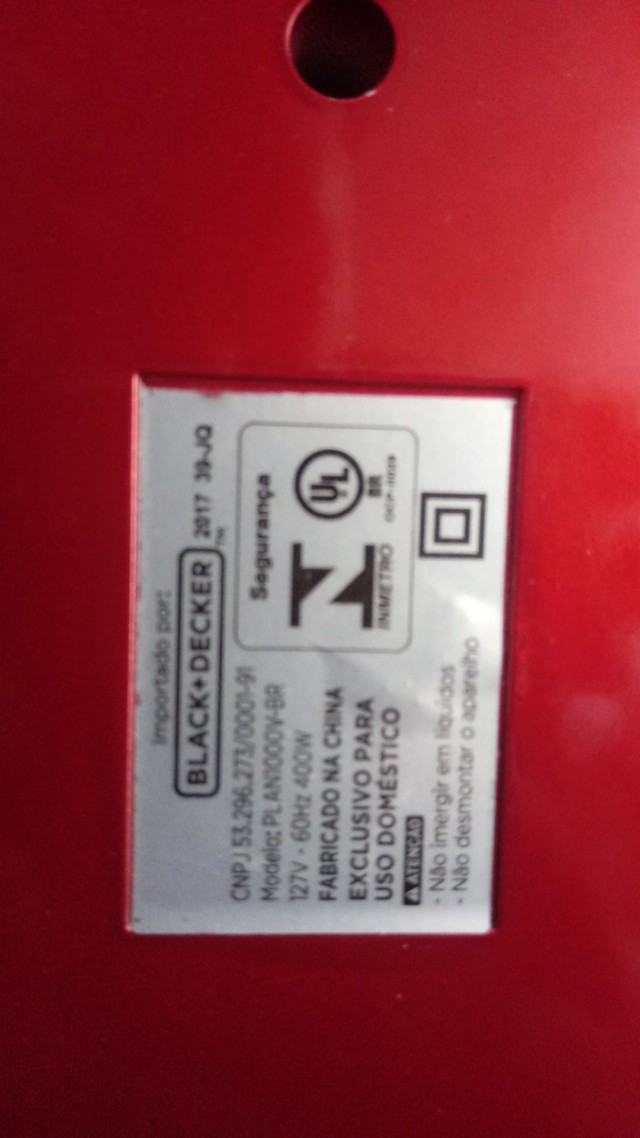 Importado por:
BLACK+DECKER™ 2017 39-JQ
CNPJ 53.296.273/0001-91
Modelo: PLAN1000V-BR
127V - 60Hz 400W
FABRICADO NA CHINA
EXCLUSIVO PARA
USO DOMÉSTICO
ATENÇÃO
- Não imergir em líquidos
- Não desmontar o aparelho
Segurança
UL
BR
INMETRO